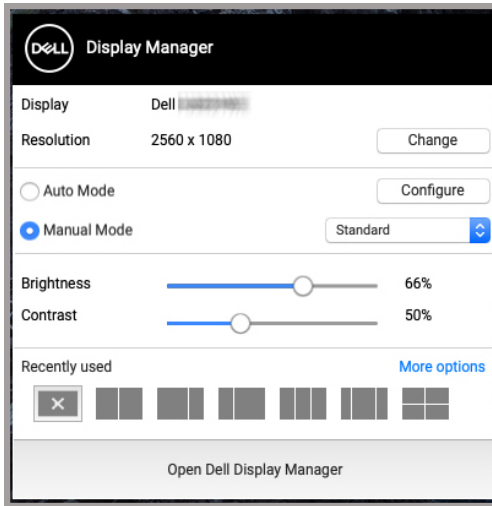 DELL Display Manager
Display Dell
Resolution 2560 x 1080 Change
Auto Mode Configure
Manual Mode Standard
Brightness 66%
Contrast 50%
Recently used More options
Open Dell Display Manager